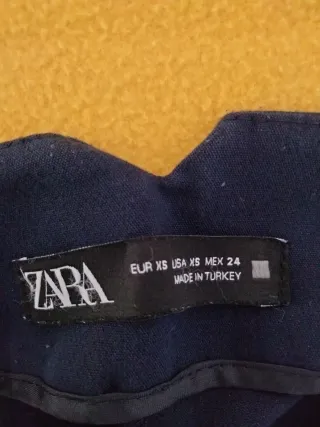 ZARA
EUR XS USA XS MEX 24
MADE IN TURKEY